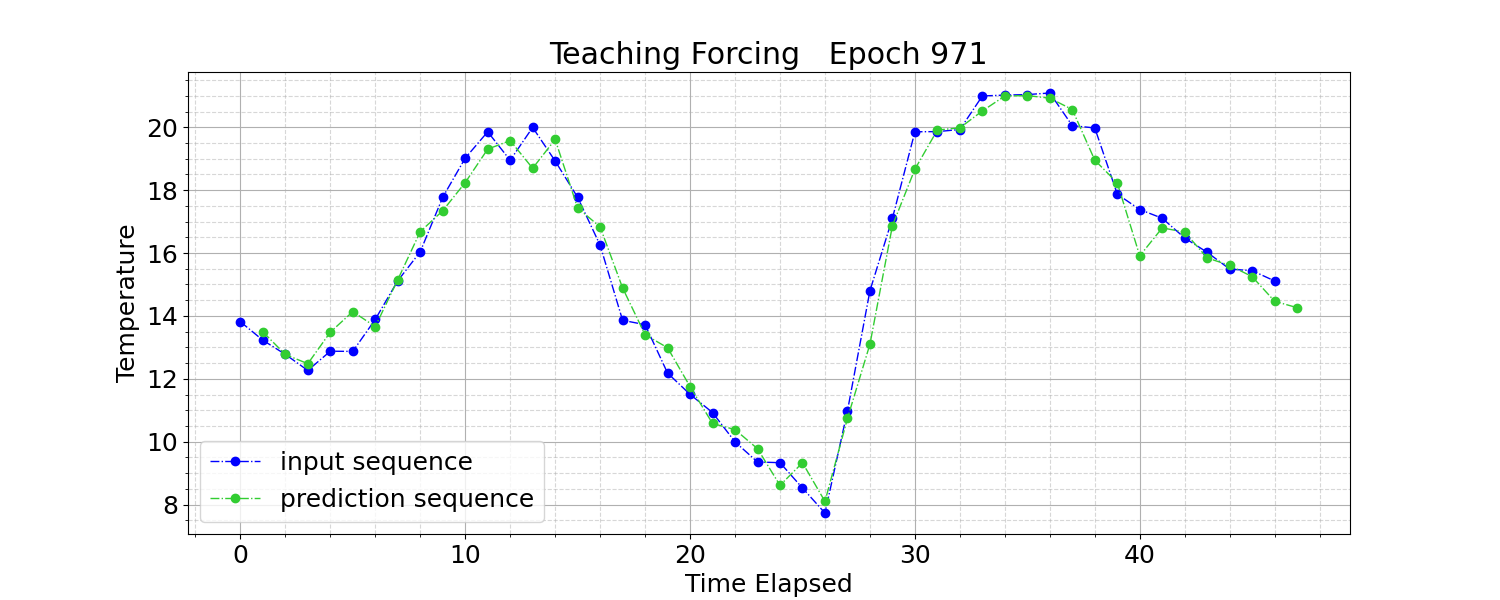 Teaching Forcing   Epoch 971
Temperature
20
18
16
14
12
10
8
input sequence
prediction sequence
0 10 20 30 40
Time Elapsed